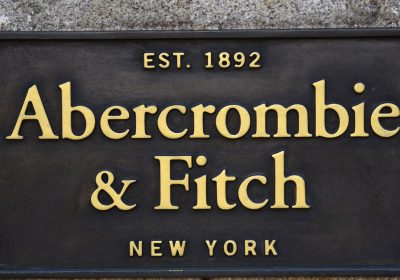 EST. 1892
Abercrombie
& Fitch
NEW YORK